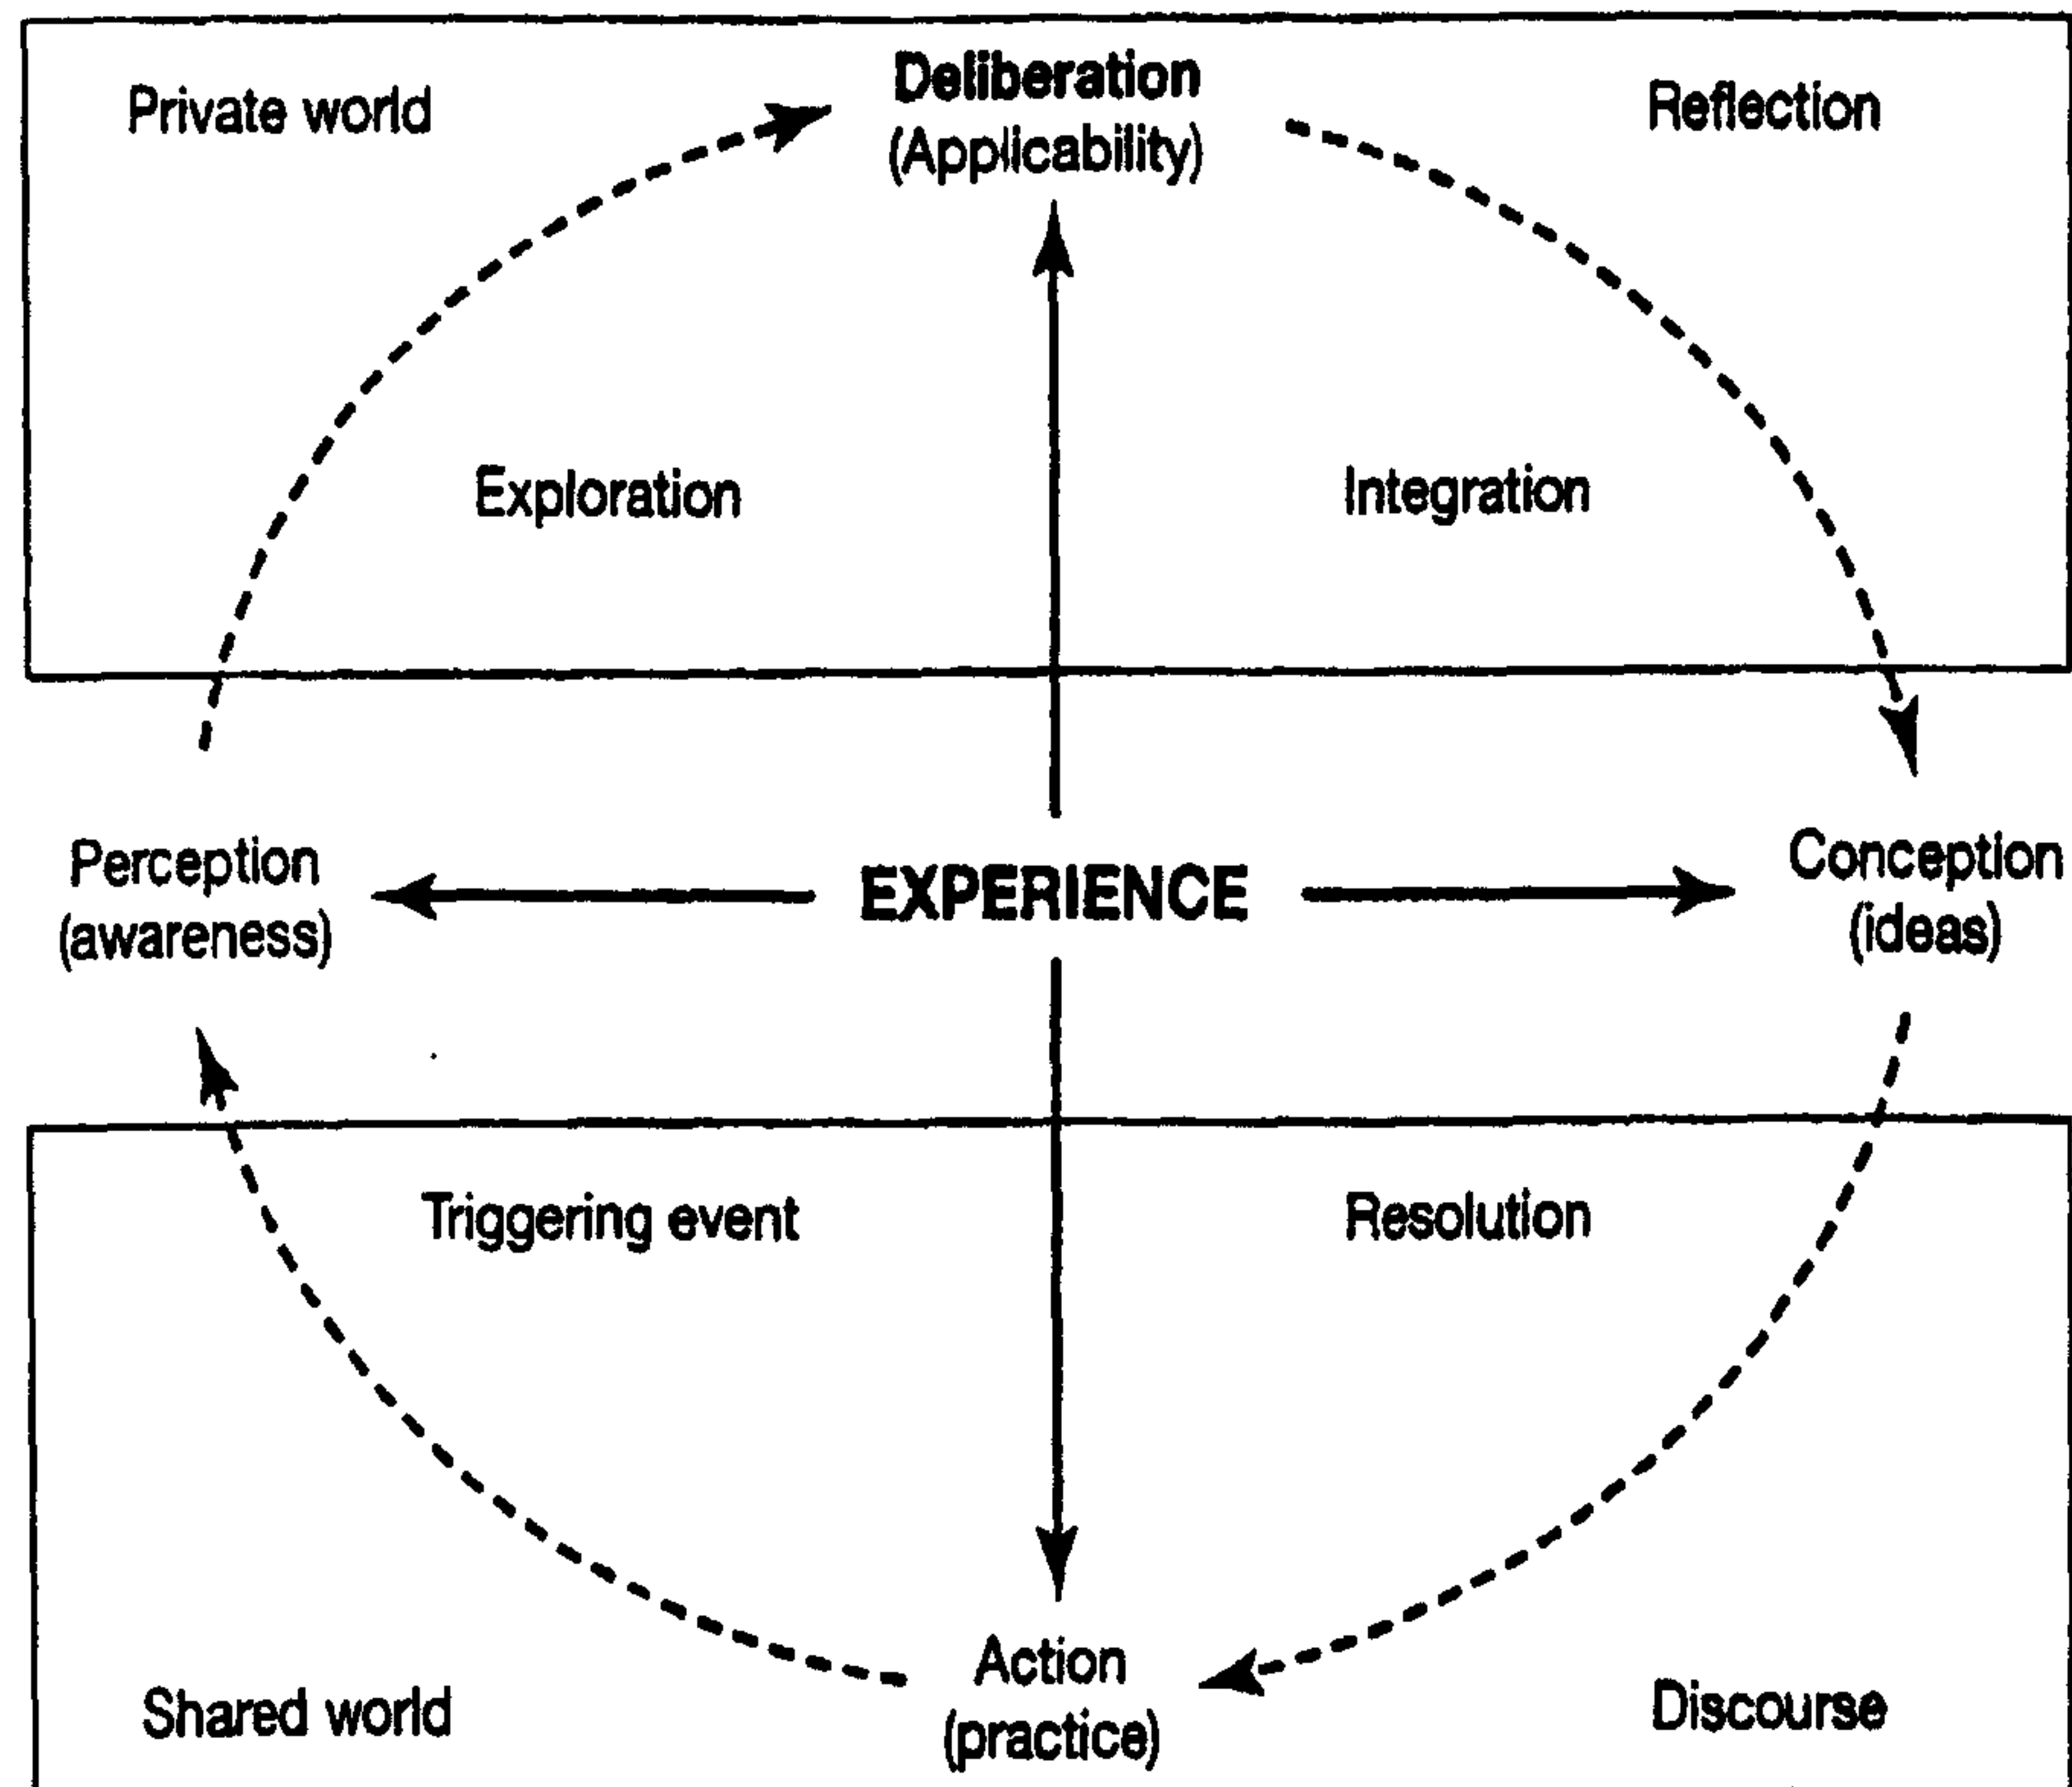 Private world
Deliberation
(Applicability)
Reflection
Exploration
Integration
Perception
(awareness)
EXPERIENCE
Conception
(ideas)
Triggering event
Resolution
Shared world
Action
(practice)
Discourse